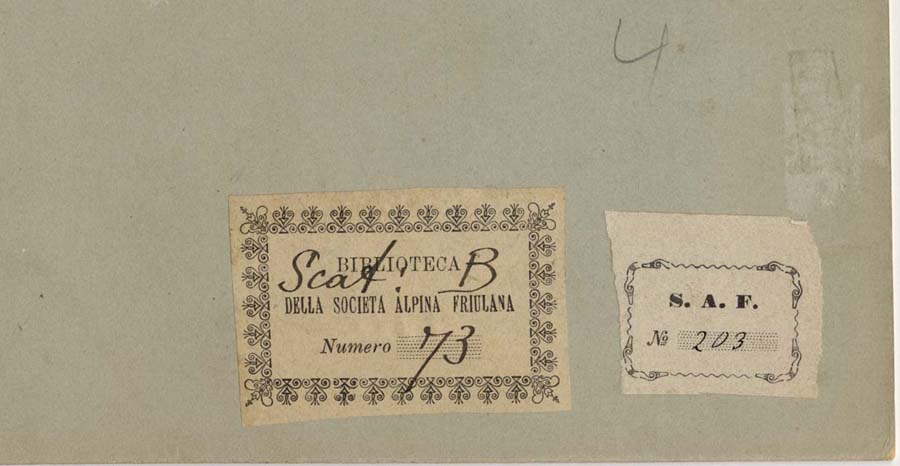 4
BIBLIOTECA
Scat. B
DELLA SOCIETÀ ALPINA FRIULANA
Numero 73
S. A. F.
№ 203